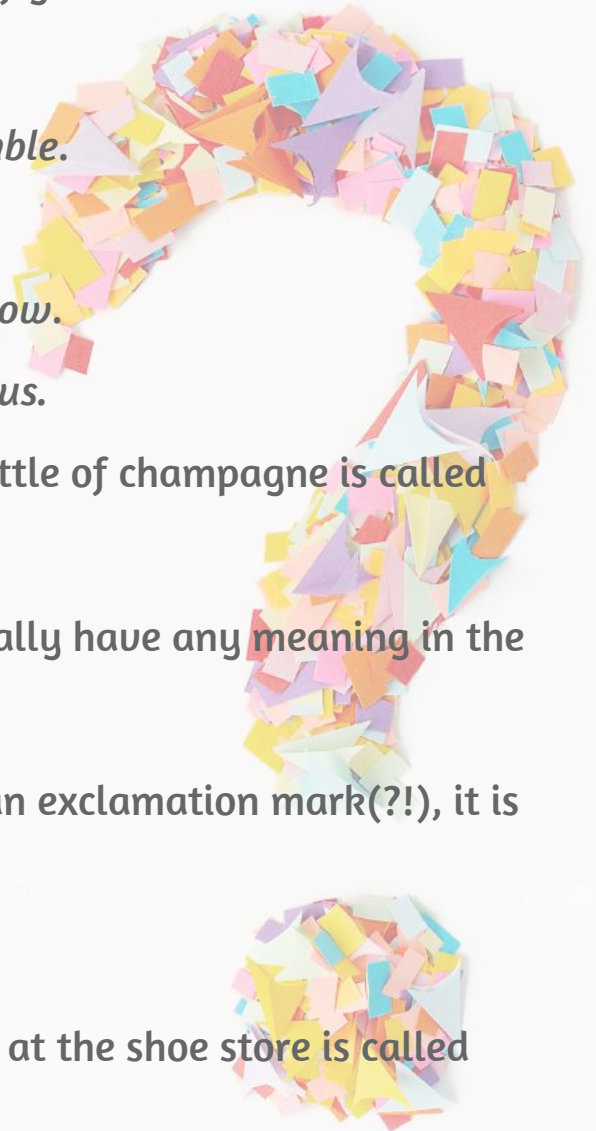 ble.
ow.
us.
ttle of champagne is called
ally have any meaning in the
n exclamation mark(?!), it is
at the shoe store is called